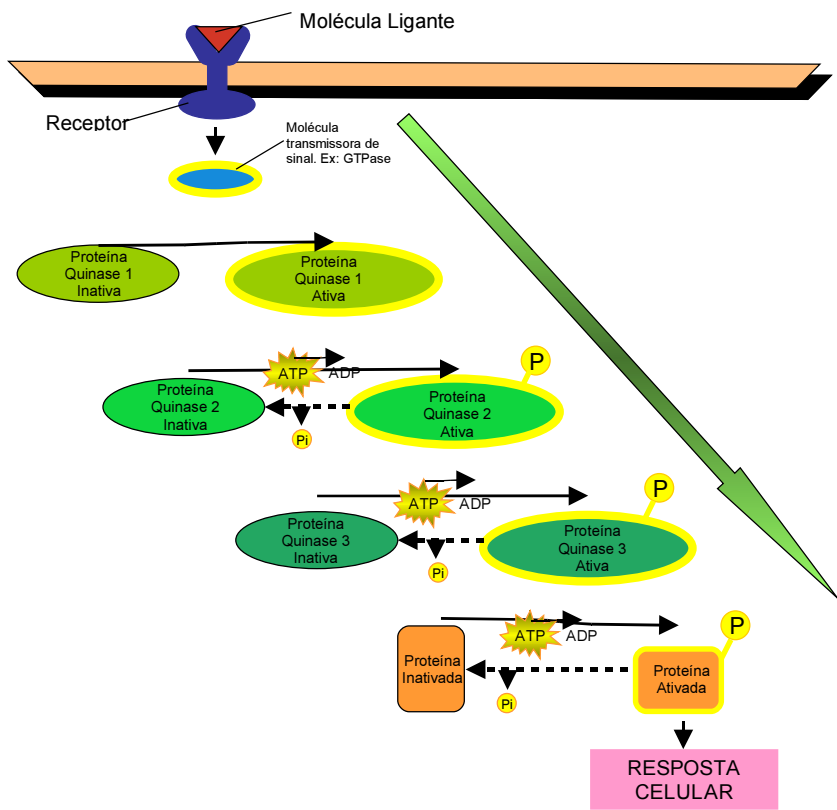 Molécula Ligante
Receptor
Molécula
transmissora de
sinal. Ex: GTPase
Proteína
Quinase 1
Inativa
Proteína
Quinase 1
Ativa
P
ATP
ADP
Proteína
Quinase 2
Inativa
Proteína
Quinase 2
Ativa
Pi
P
ATP
ADP
Proteína
Quinase 3
Inativa
Proteína
Quinase 3
Ativa
Pi
P
ATP
ADP
Proteína
Inativada
Proteína
Ativada
Pi
RESPOSTA
CELULAR